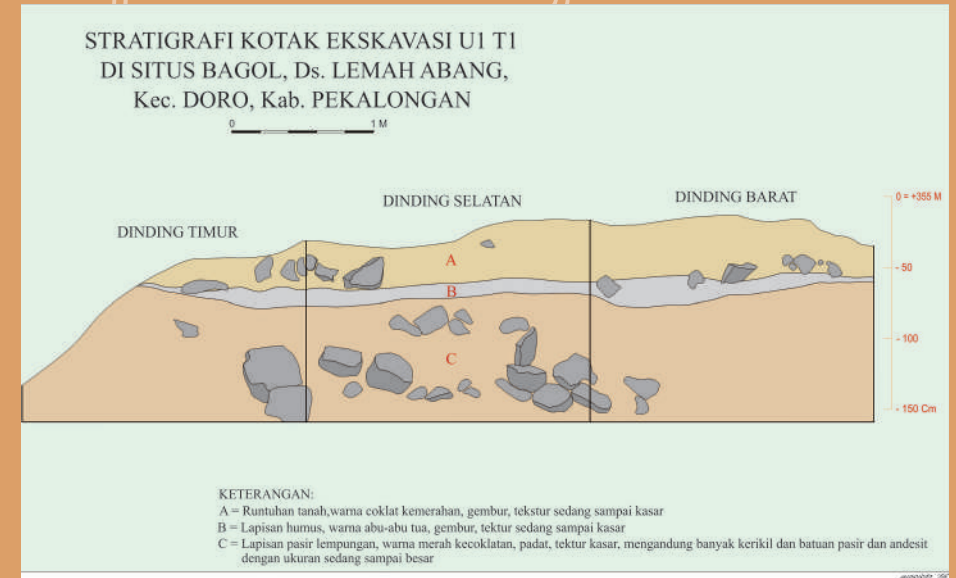 STRATIGRAFI KOTAK EKSKAVASI U1 T1
DI SITUS BAGOL, Ds. LEMAH ABANG,
Kec. DORO, Kab. PEKALONGAN
0 1 M
DINDING TIMUR
DINDING SELATAN
DINDING BARAT
0 = +355 M
- 50
- 100
- 150 Cm
A
B
C
KETERANGAN:
A = Runtuhan tanah,warna coklat kemerahan, gembur, tekstur sedang sampai kasar
B = Lapisan humus, warna abu-abu tua, gembur, tektur sedang sampai kasar
C = Lapisan pasir lempungan, warna merah kecoklatan, padat, tektur kasar, mengandung banyak kerikil dan batuan pasir dan andesit
dengan ukuran sedang sampai besar